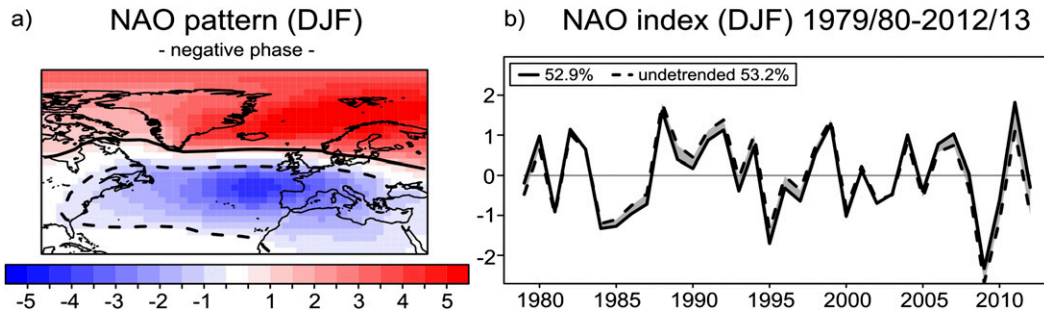 a)
NAO pattern (DJF)
- negative phase -
-5 -4 -3 -2 -1 1 2 3 4 5
b)
NAO index (DJF) 1979/80-2012/13
52.9% undetrended 53.2%
2
1
0
-1
-2
1980 1985 1990 1995 2000 2005 2010